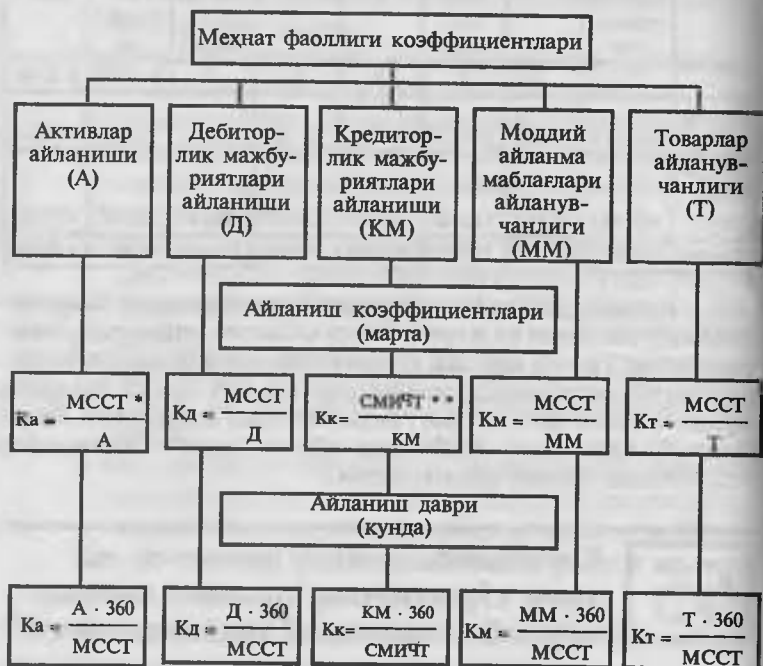 Меҳнат фаоллиги коэффициентлари
Активлар
айланиши
(А)
Дебитор-
лик мажбу-
риятлари
айланиши
(Д)
Кредитор-
лик мажбу-
риятлари
айланиши
(КМ)
Моддий
айланма
маблағлари
айланув-
чанлиги
(ММ)
Товарлар
айланув-
чанлиги
(Т)
Айланиш коэффициентлари
(марта)
Ка = МССТ * / А
Кд = МССТ / Д
Кк= СМИЧТ ** / КМ
Км = МССТ / ММ
Кт = МССТ / Т
Айланиш даври
(кунда)
Ка = А · 360 / МССТ
Кд = Д · 360 / МССТ
Кк= КМ · 360 / СМИЧТ
Км = ММ · 360 / МССТ
Кт = Т · 360 / МССТ